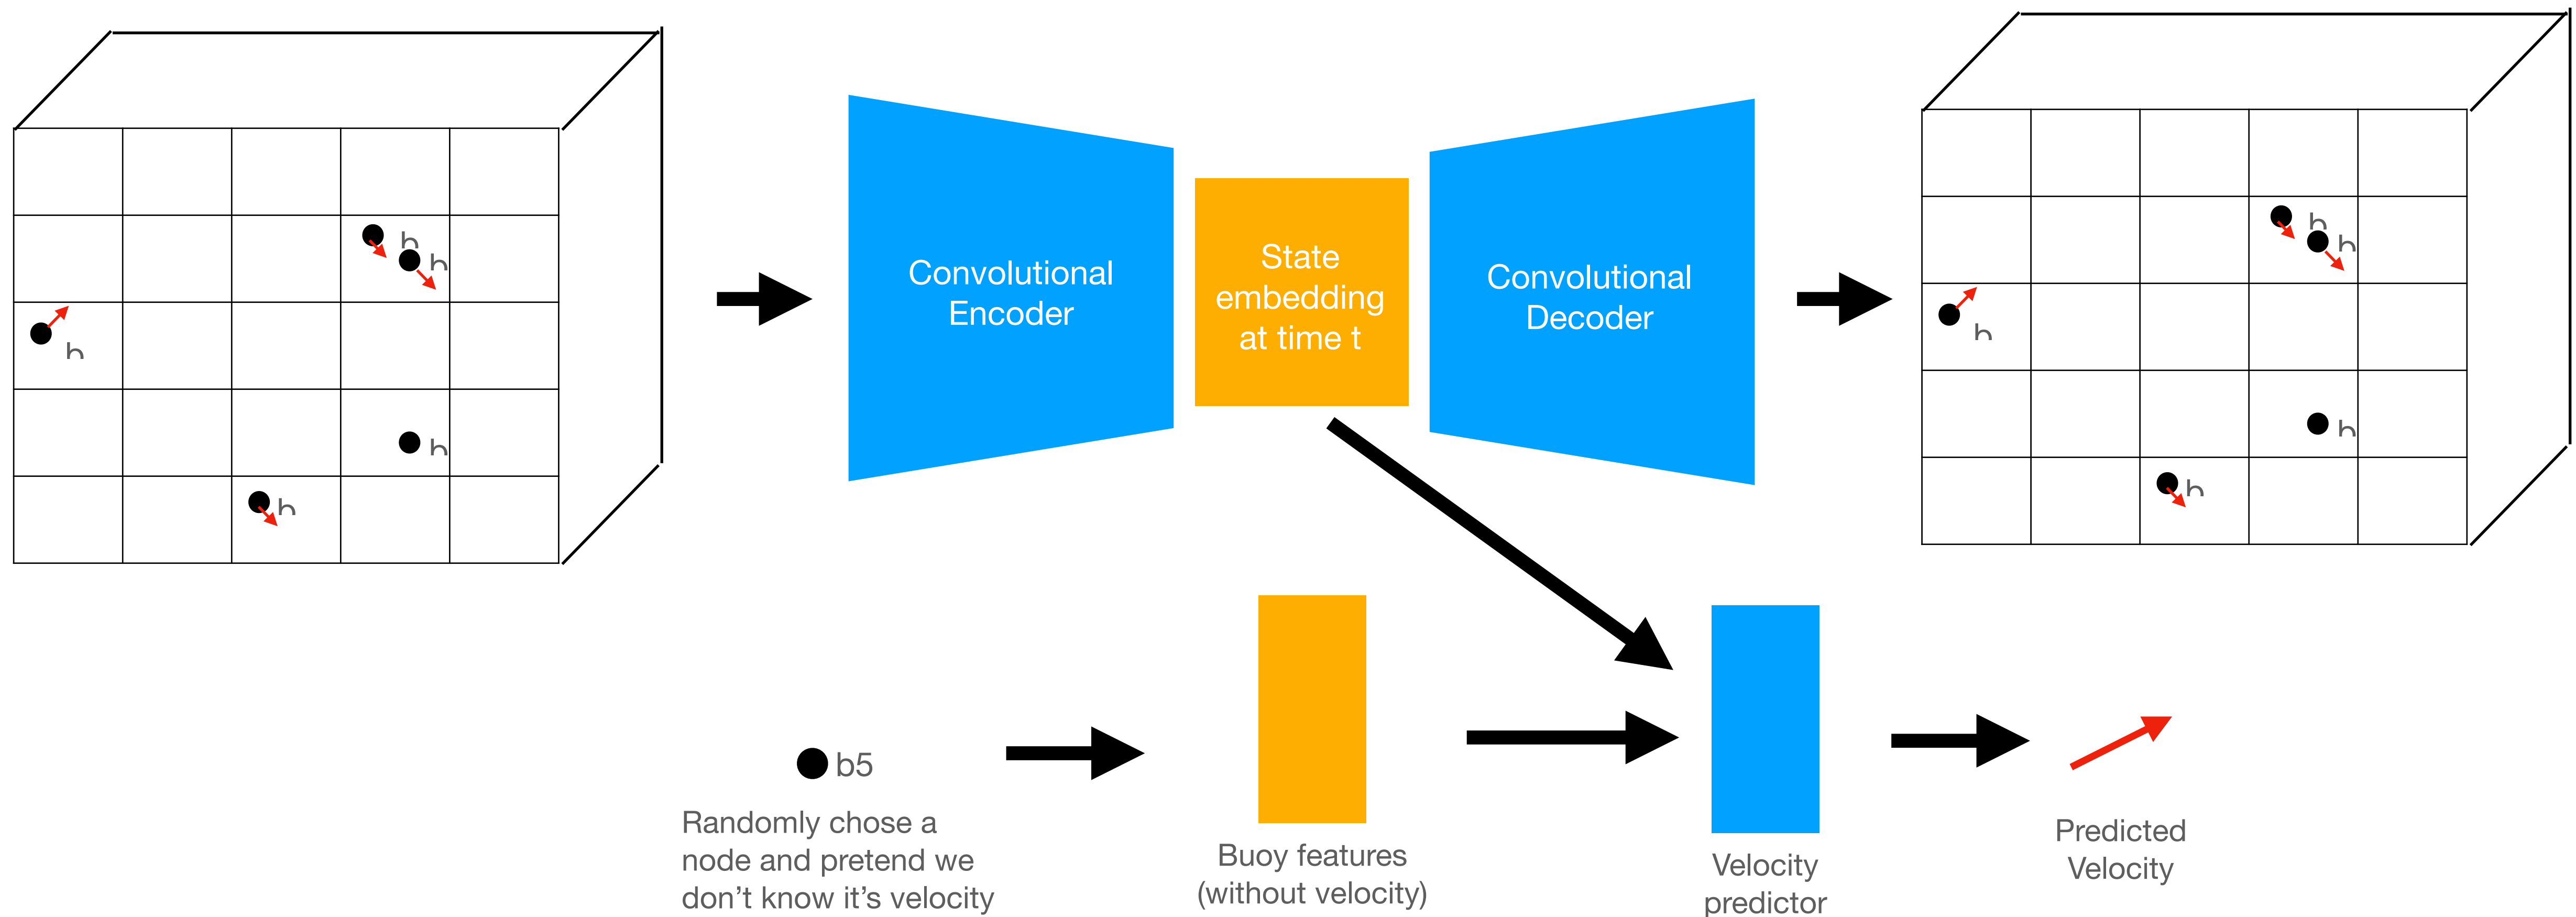 Convolutional
Encoder
State
embedding
at time t
Convolutional
Decoder
b5
Randomly chose a
node and pretend we
don’t know it’s velocity
Buoy features
(without velocity)
Velocity
predictor
Predicted
Velocity